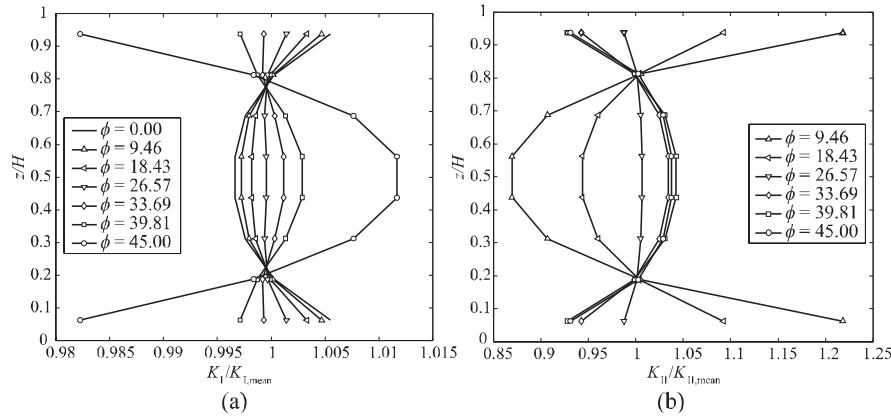 1
0.9
0.8
0.7
0.6
0.5
0.4
0.3
0.2
0.1
0
z/H
ϕ = 0.00
ϕ = 9.46
ϕ = 18.43
ϕ = 26.57
ϕ = 33.69
ϕ = 39.81
ϕ = 45.00
0.98 0.985 0.99 0.995 1 1.005 1.01 1.015
K_I/K_I,mean
(a)
1
0.9
0.8
0.7
0.6
0.5
0.4
0.3
0.2
0.1
0
z/H
ϕ = 9.46
ϕ = 18.43
ϕ = 26.57
ϕ = 33.69
ϕ = 39.81
ϕ = 45.00
0.85 0.9 0.95 1 1.05 1.1 1.15 1.2 1.25
K_II/K_II,mean
(b)